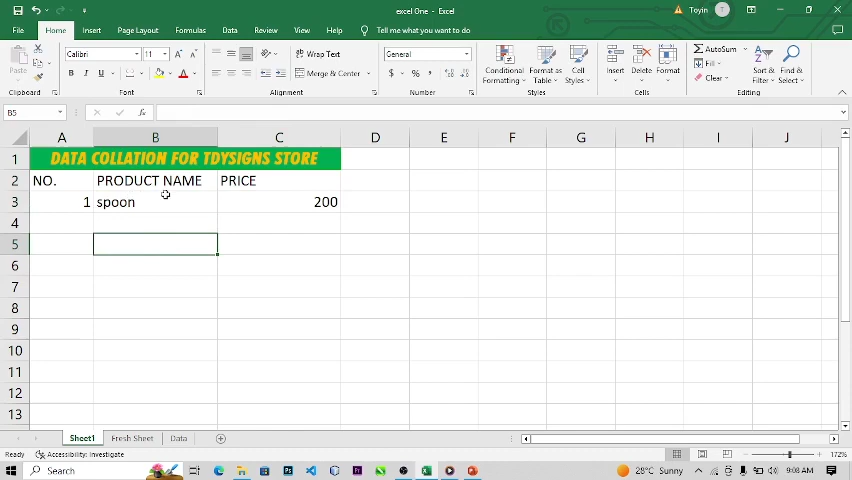 excel One - Excel
Toyin
T
File Home Insert Page Layout Formulas Data Review View Help Tell me what you want to do
Paste
Calibri 11
B I U
Wrap Text
Merge & Center
General
$ % ,
Conditional Formatting
Format as Table
Cell Styles
Insert Delete Format
AutoSum
Fill
Clear
Sort & Filter
Find & Select
Clipboard Font Alignment Number Styles Cells Editing
B5
fx
A B C D E F G H I J
1 DATA COLLATION FOR TDYSIGNS STORE
2 NO. PRODUCT NAME PRICE
3 1 spoon 200
4
5
6
7
8
9
10
11
12
13
Sheet1 Fresh Sheet Data
Ready Accessibility: Investigate 172%
Search 28°C Sunny 9:08 AM